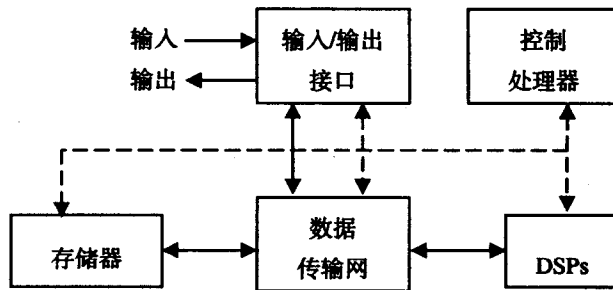 输入
输出
输入/输出
接口
控制
处理器
存储器
数据
传输网
DSPs